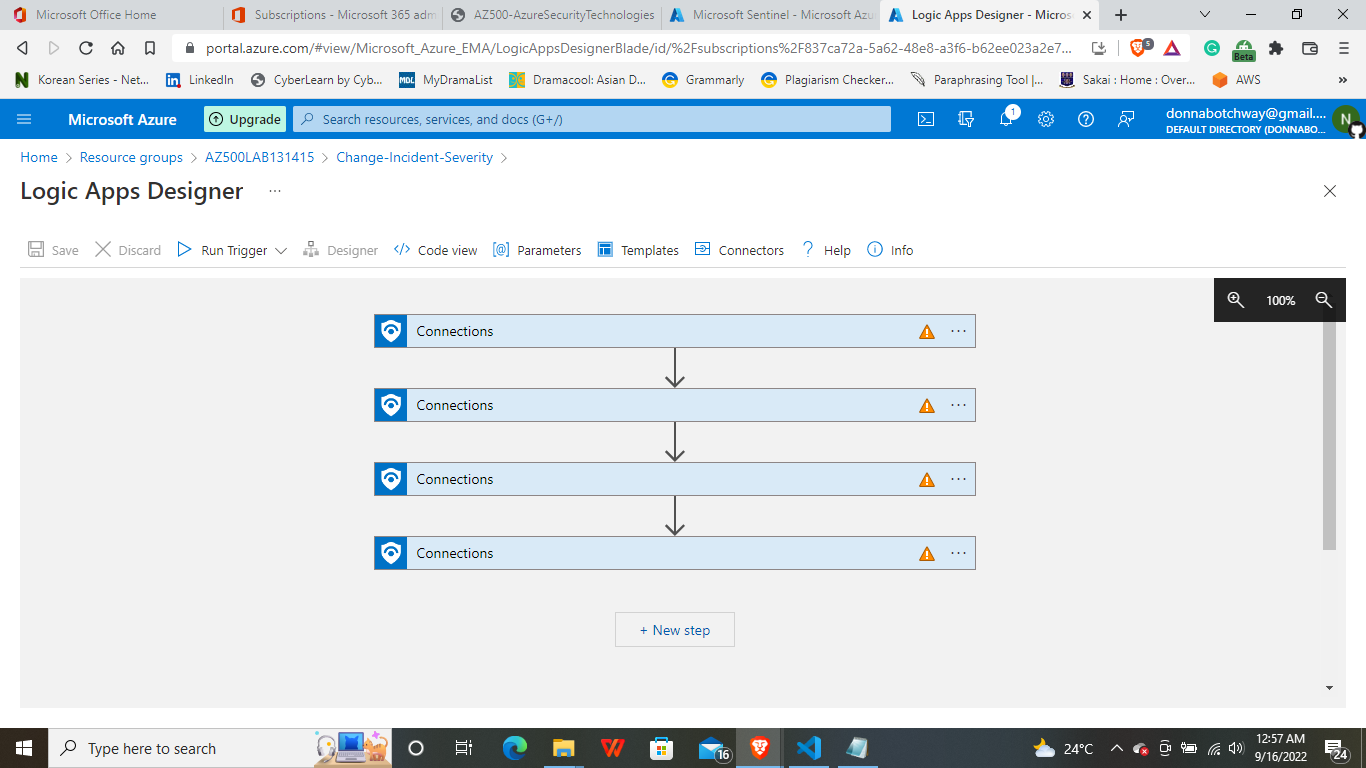 Microsoft Office Home
Subscriptions - Microsoft 365 adm
AZ500-AzureSecurityTechnologies
Microsoft Sentinel - Microsoft Azu
Logic Apps Designer - Micros
portal.azure.com/#view/Microsoft_Azure_EMA/LogicAppsDesignerBlade/id/%2Fsubscriptions%2F837ca72a-5a62-48e8-a3f6-b62ee023a2e7...
5
Beta
Korean Series - Net...
LinkedIn
CyberLearn by Cyb...
MDL MyDramaList
Dramacool: Asian D...
Grammarly
Plagiarism Checker...
Paraphrasing Tool |...
Sakai : Home : Over...
AWS
»
Microsoft Azure
Upgrade
Search resources, services, and docs (G+/)
1
donnabotchway@gmail....
DEFAULT DIRECTORY (DONNABO...
N
Home > Resource groups > AZ500LAB131415 > Change-Incident-Severity >
Logic Apps Designer ...
Save
Discard
Run Trigger
Designer
Code view
Parameters
Templates
Connectors
Help
Info
100%
Connections
Connections
Connections
Connections
+ New step
Type here to search
16
24°C
12:57 AM
9/16/2022
24